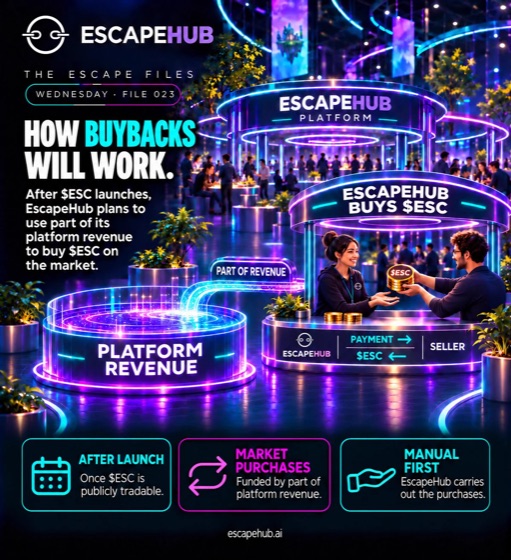 ESCAPEHUB
THE ESCAPE FILES
WEDNESDAY · FILE 023
HOW BUYBACKS
WILL WORK.
After $ESC launches,
EscapeHub plans to
use part of its
platform revenue
to buy $ESC on
the market.
ESCAPEHUB
PLATFORM
ESCAPEHUB
BUYS $ESC
PART OF REVENUE
$ESC
PLATFORM
REVENUE
ESCAPEHUB
PAYMENT →
$ESC ←
SELLER
AFTER LAUNCH
Once $ESC is
publicly tradable.
MARKET
PURCHASES
Funded by part of
platform revenue.
MANUAL
FIRST
EscapeHub carries
out the purchases.
escapehub.ai